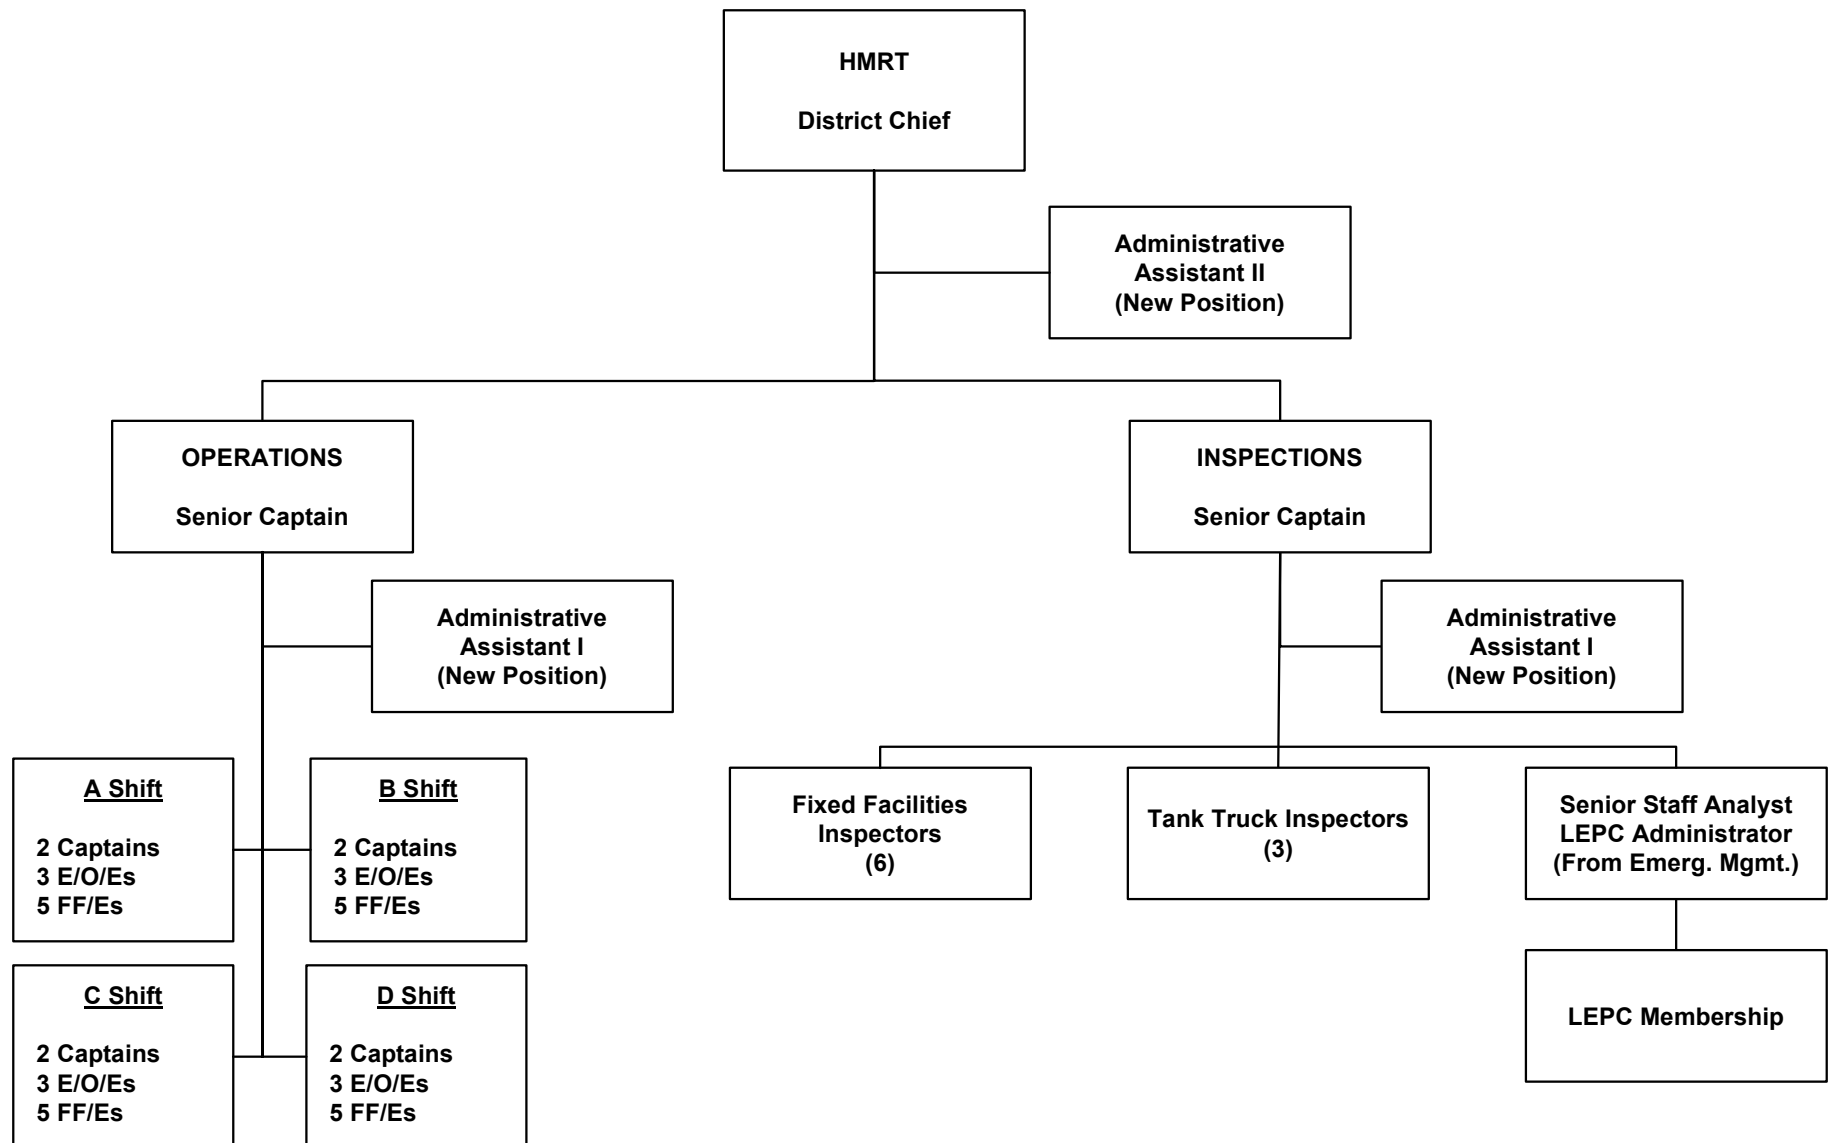 HMRT
District Chief
Administrative
Assistant II
(New Position)
OPERATIONS
Senior Captain
INSPECTIONS
Senior Captain
Administrative
Assistant I
(New Position)
Administrative
Assistant I
(New Position)
A Shift
2 Captains
3 E/O/Es
5 FF/Es
B Shift
2 Captains
3 E/O/Es
5 FF/Es
Fixed Facilities
Inspectors
(6)
Tank Truck Inspectors
(3)
Senior Staff Analyst
LEPC Administrator
(From Emerg. Mgmt.)
C Shift
2 Captains
3 E/O/Es
5 FF/Es
D Shift
2 Captains
3 E/O/Es
5 FF/Es
LEPC Membership